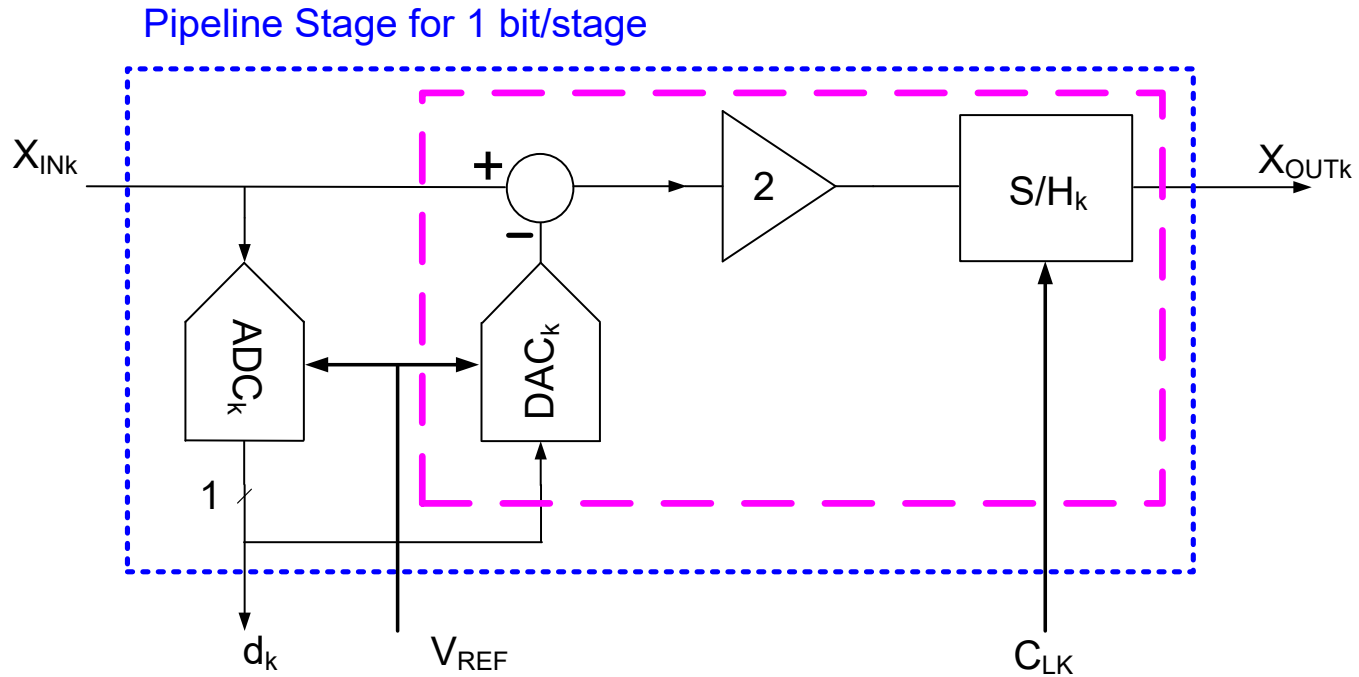 Pipeline Stage for 1 bit/stage
X_INk
+
-
2
S/H_k
X_OUTk
ADC_k
DAC_k
1
d_k
V_REF
C_LK